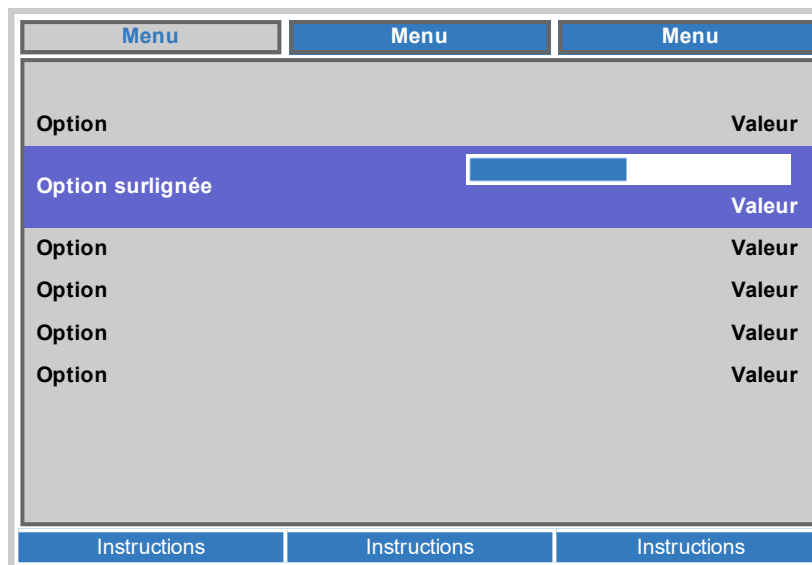 Menu Menu Menu
Option Valeur
Option surlignée
Valeur
Option Valeur
Option Valeur
Option Valeur
Option Valeur
Instructions Instructions Instructions